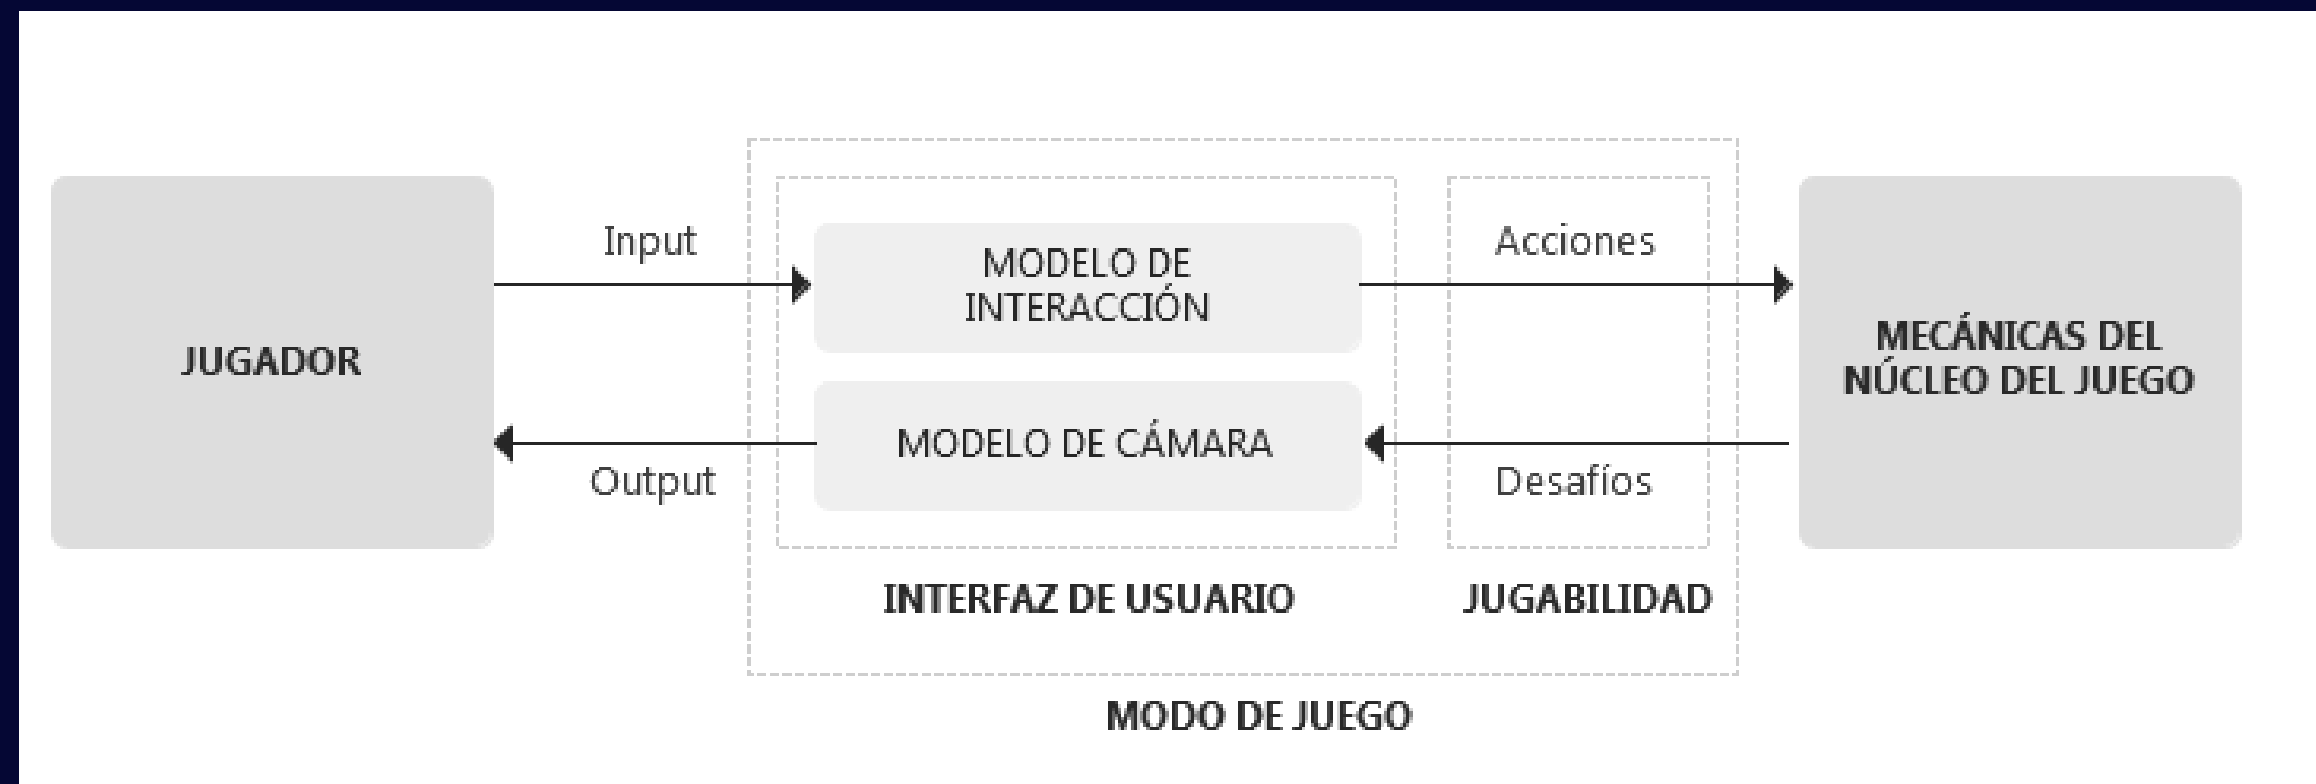 Input
Acciones
MODELO DE
INTERACCIÓN
JUGADOR
MECÁNICAS DEL
NÚCLEO DEL JUEGO
MODELO DE CÁMARA
Output
Desafíos
INTERFAZ DE USUARIO
JUGABILIDAD
MODO DE JUEGO